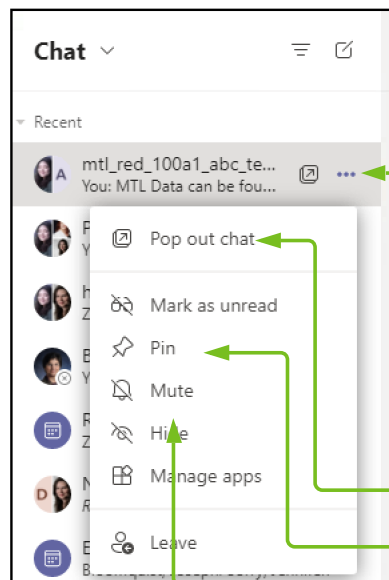 Chat
Recent
mtl_red_100a1_abc_te...
A
You: MTL Data can be fou...
Pop out chat
Mark as unread
Pin
Mute
Hide
Manage apps
Leave